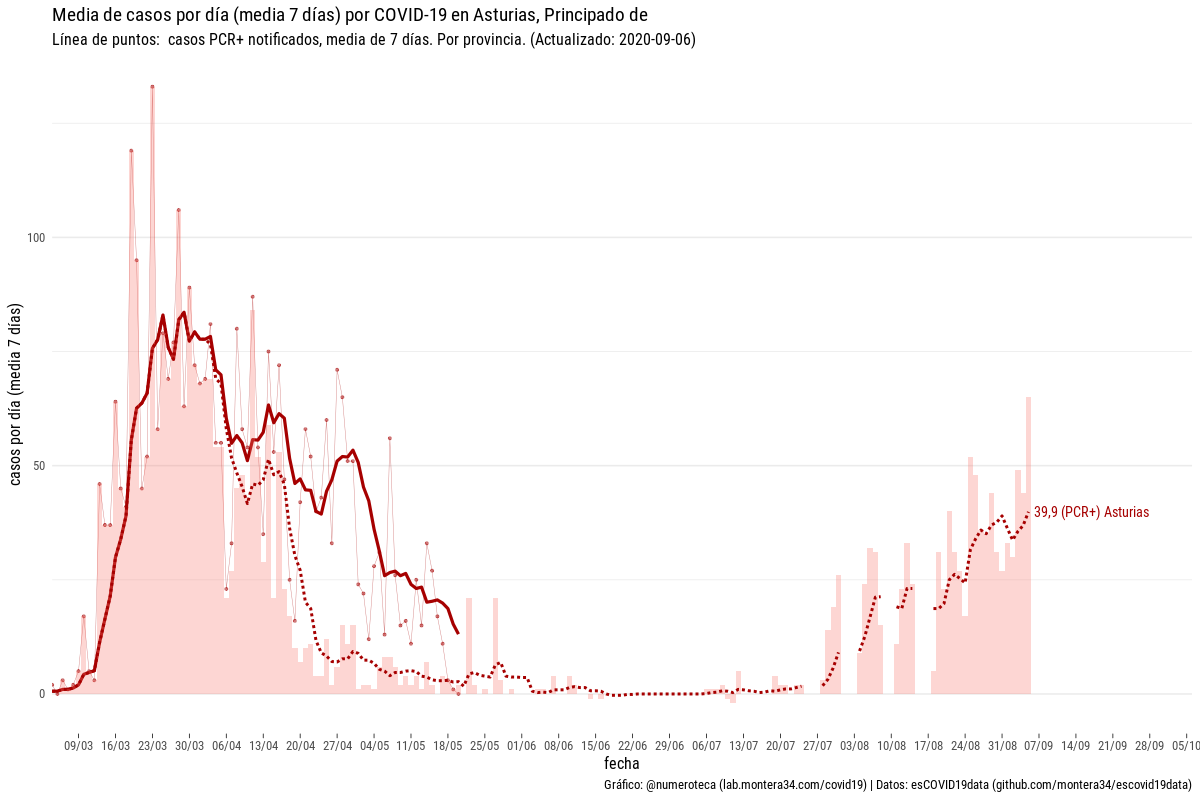 Media de casos por día (media 7 días) por COVID-19 en Asturias, Principado de
Línea de puntos:  casos PCR+ notificados, media de 7 días. Por provincia. (Actualizado: 2020-09-06)
casos por día (media 7 días)
100
50
0
39,9 (PCR+) Asturias
09/03 16/03 23/03 30/03 06/04 13/04 20/04 27/04 04/05 11/05 18/05 25/05 01/06 08/06 15/06 22/06 29/06 06/07 13/07 20/07 27/07 03/08 10/08 17/08 24/08 31/08 07/09 14/09 21/09 28/09 05/10
fecha
Gráfico: @numeroteca (lab.montera34.com/covid19) | Datos: esCOVID19data (github.com/montera34/escovid19data)